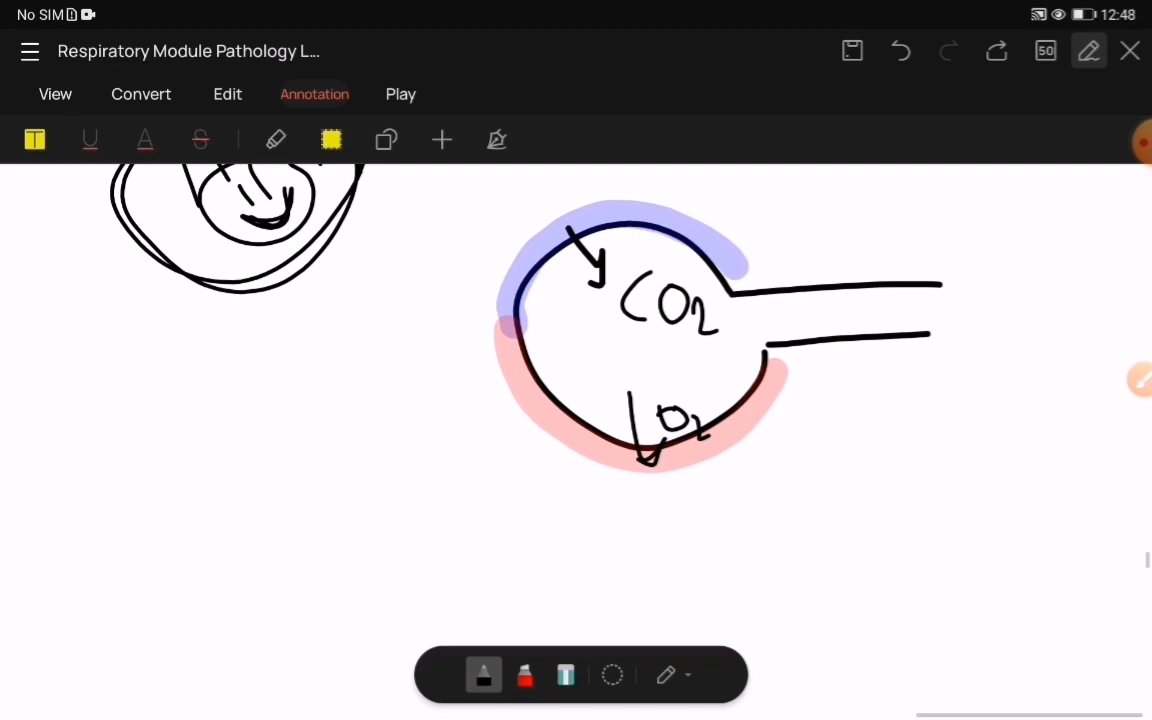 No SIM
12:48
Respiratory Module Pathology L...
50
View Convert Edit Annotation Play
T U A S
CO2
O2